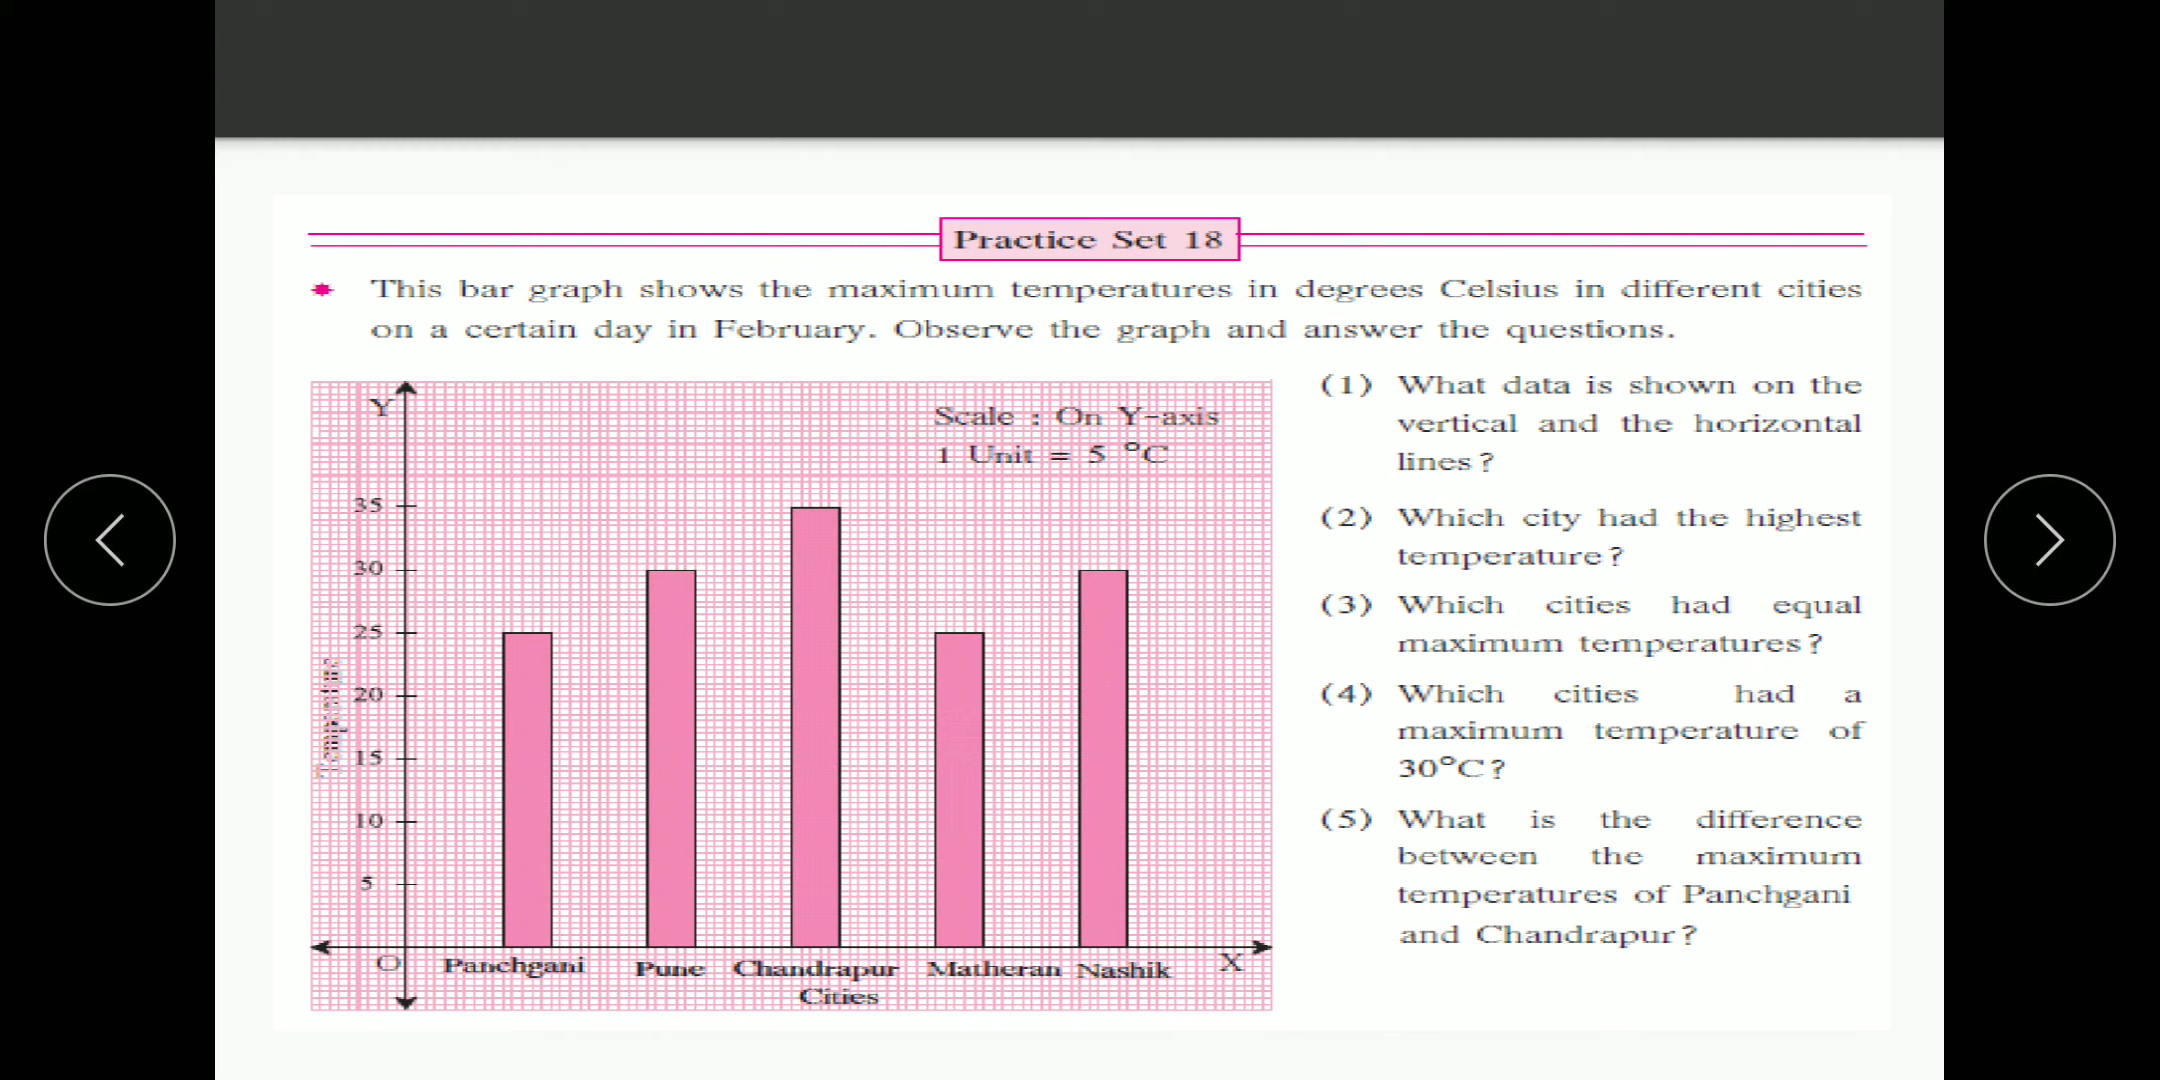 Practice Set 18
This bar graph shows the maximum temperatures in degrees Celsius in different cities
on a certain day in February. Observe the graph and answer the questions.
Y
Scale : On Y-axis
1 Unit = 5 °C
35
30
25
20
15
10
5
Temperature
O
X
Panchgani Pune Chandrapur Matheran Nashik
Cities
(1) What data is shown on the
vertical and the horizontal
lines ?
(2) Which city had the highest
temperature ?
(3) Which cities had equal
maximum temperatures ?
(4) Which cities had a
maximum temperature of
30°C ?
(5) What is the difference
between the maximum
temperatures of Panchgani
and Chandrapur ?